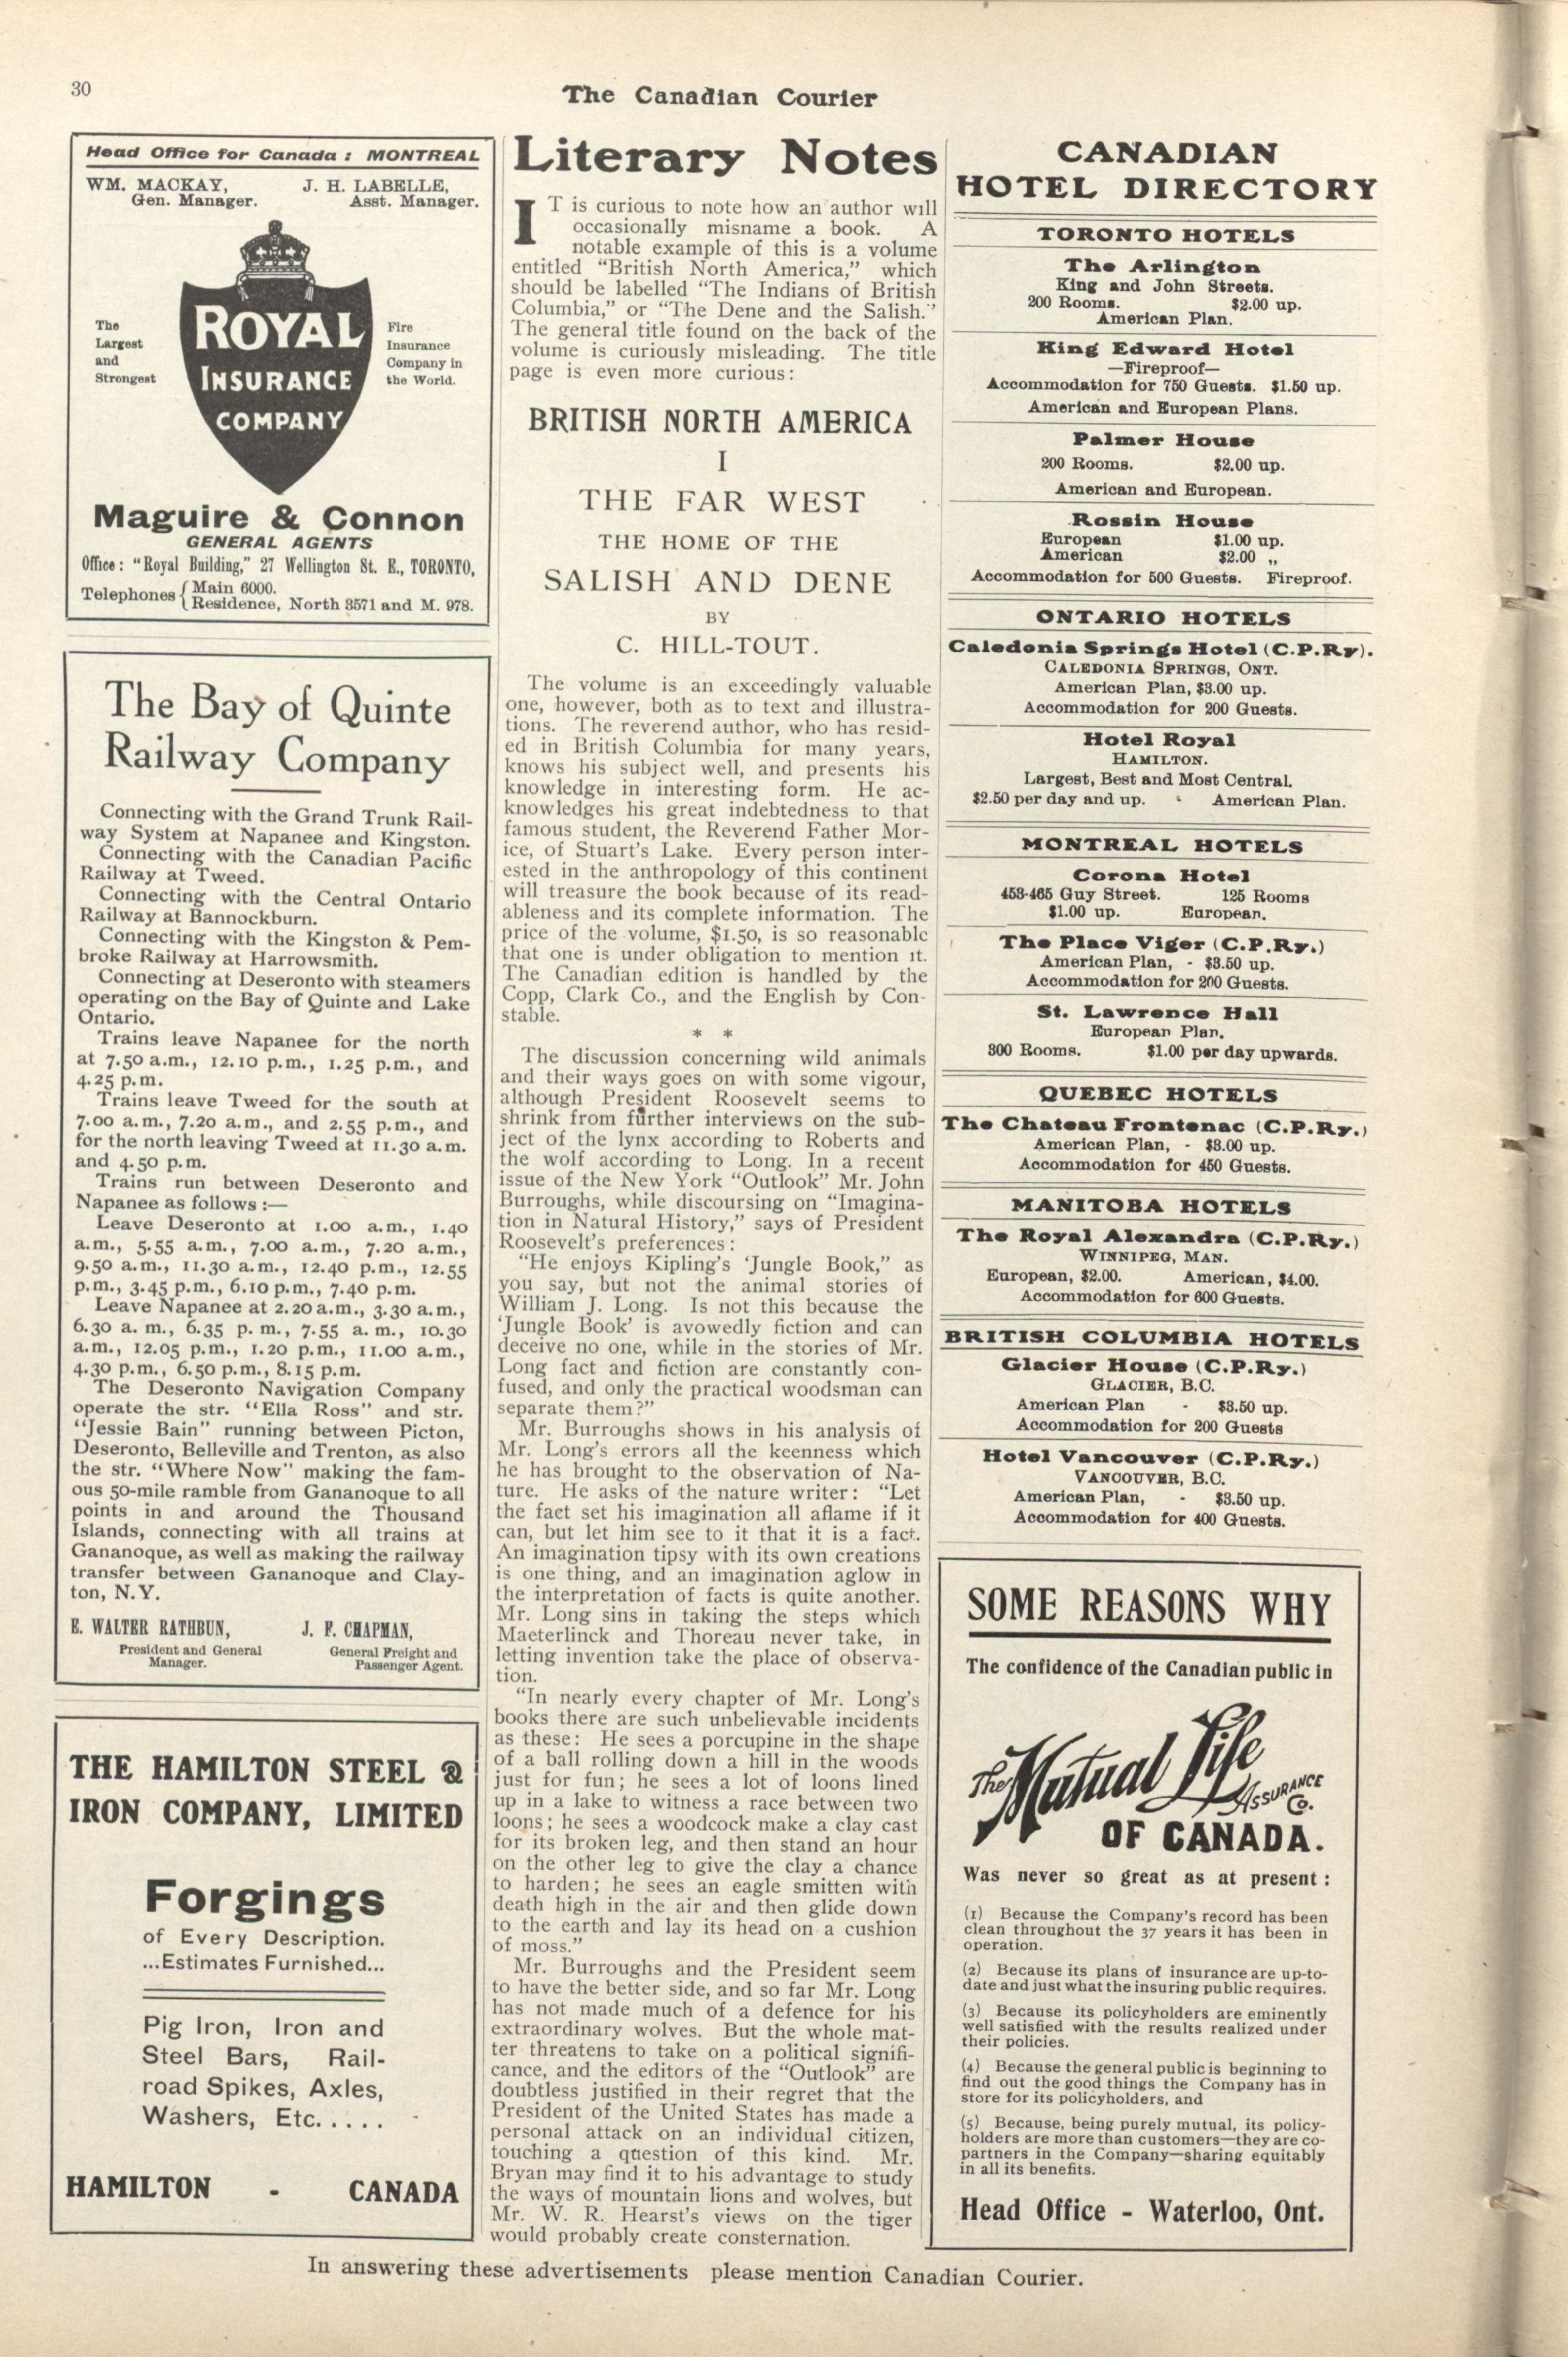 30
The Canadian Courier
Head Office for Canada : MONTREAL
WM. MACKAY,
Gen. Manager.
J. H. LABELLE,
Asst. Manager.
The
Largest
and
Strongest
ROYAL
INSURANCE
COMPANY
Fire
Insurance
Company in
the World.
Maguire & Connon
GENERAL AGENTS
Office : "Royal Building," 27 Wellington St. E., TORONTO,
Telephones { Main 6000.
Residence, North 3571 and M. 978.
The Bay of Quinte
Railway Company
Connecting with the Grand Trunk Rail-
way System at Napanee and Kingston.
Connecting with the Canadian Pacific
Railway at Tweed.
Connecting with the Central Ontario
Railway at Bannockburn.
Connecting with the Kingston & Pem-
broke Railway at Harrowsmith.
Connecting at Deseronto with steamers
operating on the Bay of Quinte and Lake
Ontario.
Trains leave Napanee for the north
at 7.50 a.m., 12.10 p.m., 1.25 p.m., and
4.25 p.m.
Trains leave Tweed for the south at
7.00 a.m., 7.20 a.m., and 2.55 p.m., and
for the north leaving Tweed at 11.30 a.m.
and 4.50 p.m.
Trains run between Deseronto and
Napanee as follows :—
Leave Deseronto at 1.00 a.m., 1.40
a.m., 5.55 a.m., 7.00 a.m., 7.20 a.m.,
9.50 a.m., 11.30 a.m., 12.40 p.m., 12.55
p.m., 3.45 p.m., 6.10 p.m., 7.40 p.m.
Leave Napanee at 2.20 a.m., 3.30 a.m.,
6.30 a. m., 6.35 p. m., 7.55 a. m., 10.30
a.m., 12.05 p.m., 1.20 p.m., 11.00 a.m.,
4.30 p.m., 6.50 p.m., 8.15 p.m.
The Deseronto Navigation Company
operate the str. "Ella Ross" and str.
"Jessie Bain" running between Picton,
Deseronto, Belleville and Trenton, as also
the str. "Where Now" making the fam-
ous 50-mile ramble from Gananoque to all
points in and around the Thousand
Islands, connecting with all trains at
Gananoque, as well as making the railway
transfer between Gananoque and Clay-
ton, N.Y.
E. WALTER RATHBUN,
President and General
Manager.
J. F. CHAPMAN,
General Freight and
Passenger Agent.
THE HAMILTON STEEL &
IRON COMPANY, LIMITED
Forgings
of Every Description.
...Estimates Furnished...
Pig Iron, Iron and
Steel Bars, Rail-
road Spikes, Axles,
Washers, Etc. . . . .
HAMILTON - CANADA
Literary Notes
IT is curious to note how an author will
occasionally misname a book. A
notable example of this is a volume
entitled "British North America," which
should be labelled "The Indians of British
Columbia," or "The Dene and the Salish."
The general title found on the back of the
volume is curiously misleading. The title
page is even more curious:
BRITISH NORTH AMERICA
I
THE FAR WEST
THE HOME OF THE
SALISH AND DENE
BY
C. HILL-TOUT.
The volume is an exceedingly valuable
one, however, both as to text and illustra-
tions. The reverend author, who has resid-
ed in British Columbia for many years,
knows his subject well, and presents his
knowledge in interesting form. He ac-
knowledges his great indebtedness to that
famous student, the Reverend Father Mor-
ice, of Stuart's Lake. Every person inter-
ested in the anthropology of this continent
will treasure the book because of its read-
ableness and its complete information. The
price of the volume, $1.50, is so reasonable
that one is under obligation to mention it.
The Canadian edition is handled by the
Copp, Clark Co., and the English by Con-
stable.
* *
The discussion concerning wild animals
and their ways goes on with some vigour,
although President Roosevelt seems to
shrink from further interviews on the sub-
ject of the lynx according to Roberts and
the wolf according to Long. In a recent
issue of the New York "Outlook" Mr. John
Burroughs, while discoursing on "Imagina-
tion in Natural History," says of President
Roosevelt's preferences:
"He enjoys Kipling's 'Jungle Book,'' as
you say, but not the animal stories of
William J. Long. Is not this because the
'Jungle Book' is avowedly fiction and can
deceive no one, while in the stories of Mr.
Long fact and fiction are constantly con-
fused, and only the practical woodsman can
separate them?"
Mr. Burroughs shows in his analysis of
Mr. Long's errors all the keenness which
he has brought to the observation of Na-
ture. He asks of the nature writer: "Let
the fact set his imagination all aflame if it
can, but let him see to it that it is a fact.
An imagination tipsy with its own creations
is one thing, and an imagination aglow in
the interpretation of facts is quite another.
Mr. Long sins in taking the steps which
Maeterlinck and Thoreau never take, in
letting invention take the place of observa-
tion.
"In nearly every chapter of Mr. Long's
books there are such unbelievable incidents
as these: He sees a porcupine in the shape
of a ball rolling down a hill in the woods
just for fun; he sees a lot of loons lined
up in a lake to witness a race between two
loons; he sees a woodcock make a clay cast
for its broken leg, and then stand an hour
on the other leg to give the clay a chance
to harden; he sees an eagle smitten with
death high in the air and then glide down
to the earth and lay its head on a cushion
of moss."
Mr. Burroughs and the President seem
to have the better side, and so far Mr. Long
has not made much of a defence for his
extraordinary wolves. But the whole mat-
ter threatens to take on a political signifi-
cance, and the editors of the "Outlook" are
doubtless justified in their regret that the
President of the United States has made a
personal attack on an individual citizen,
touching a question of this kind. Mr.
Bryan may find it to his advantage to study
the ways of mountain lions and wolves, but
Mr. W. R. Hearst's views on the tiger
would probably create consternation.
CANADIAN
HOTEL DIRECTORY
TORONTO HOTELS
The Arlington
King and John Streets.
200 Rooms. $2.00 up.
American Plan.
King Edward Hotel
—Fireproof—
Accommodation for 750 Guests. $1.50 up.
American and European Plans.
Palmer House
200 Rooms. $2.00 up.
American and European.
Rossin House
European $1.00 up.
American $2.00 „
Accommodation for 500 Guests. Fireproof.
ONTARIO HOTELS
Caledonia Springs Hotel (C.P.Ry).
CALEDONIA SPRINGS, ONT.
American Plan, $3.00 up.
Accommodation for 200 Guests.
Hotel Royal
HAMILTON.
Largest, Best and Most Central.
$2.50 per day and up. American Plan.
MONTREAL HOTELS
Corona Hotel
453-465 Guy Street. 125 Rooms
$1.00 up. European.
The Place Viger (C.P.Ry.)
American Plan, - $3.50 up.
Accommodation for 200 Guests.
St. Lawrence Hall
European Plan.
300 Rooms. $1.00 per day upwards.
QUEBEC HOTELS
The Chateau Frontenac (C.P.Ry.)
American Plan, - $3.00 up.
Accommodation for 450 Guests.
MANITOBA HOTELS
The Royal Alexandra (C.P.Ry.)
WINNIPEG, MAN.
European, $2.00. American, $4.00.
Accommodation for 600 Guests.
BRITISH COLUMBIA HOTELS
Glacier House (C.P.Ry.)
GLACIER, B.C.
American Plan - $3.50 up.
Accommodation for 200 Guests
Hotel Vancouver (C.P.Ry.)
VANCOUVER, B.C.
American Plan, - $3.50 up.
Accommodation for 400 Guests.
SOME REASONS WHY
The confidence of the Canadian public in
The Mutual Life
ASSURANCE
Co.
OF CANADA.
Was never so great as at present :
(1) Because the Company's record has been
clean throughout the 37 years it has been in
operation.
(2) Because its plans of insurance are up-to-
date and just what the insuring public requires.
(3) Because its policyholders are eminently
well satisfied with the results realized under
their policies.
(4) Because the general public is beginning to
find out the good things the Company has in
store for its policyholders, and
(5) Because, being purely mutual, its policy-
holders are more than customers—they are co-
partners in the Company—sharing equitably
in all its benefits.
Head Office - Waterloo, Ont.
In answering these advertisements please mention Canadian Courier.